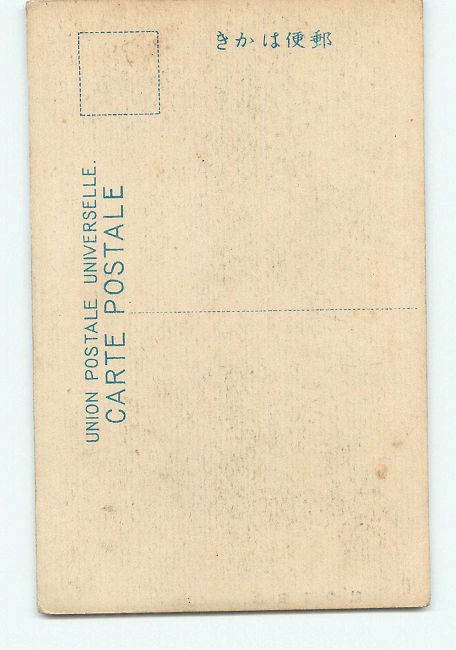 郵便はかき
UNION POSTALE UNIVERSELLE.
CARTE POSTALE